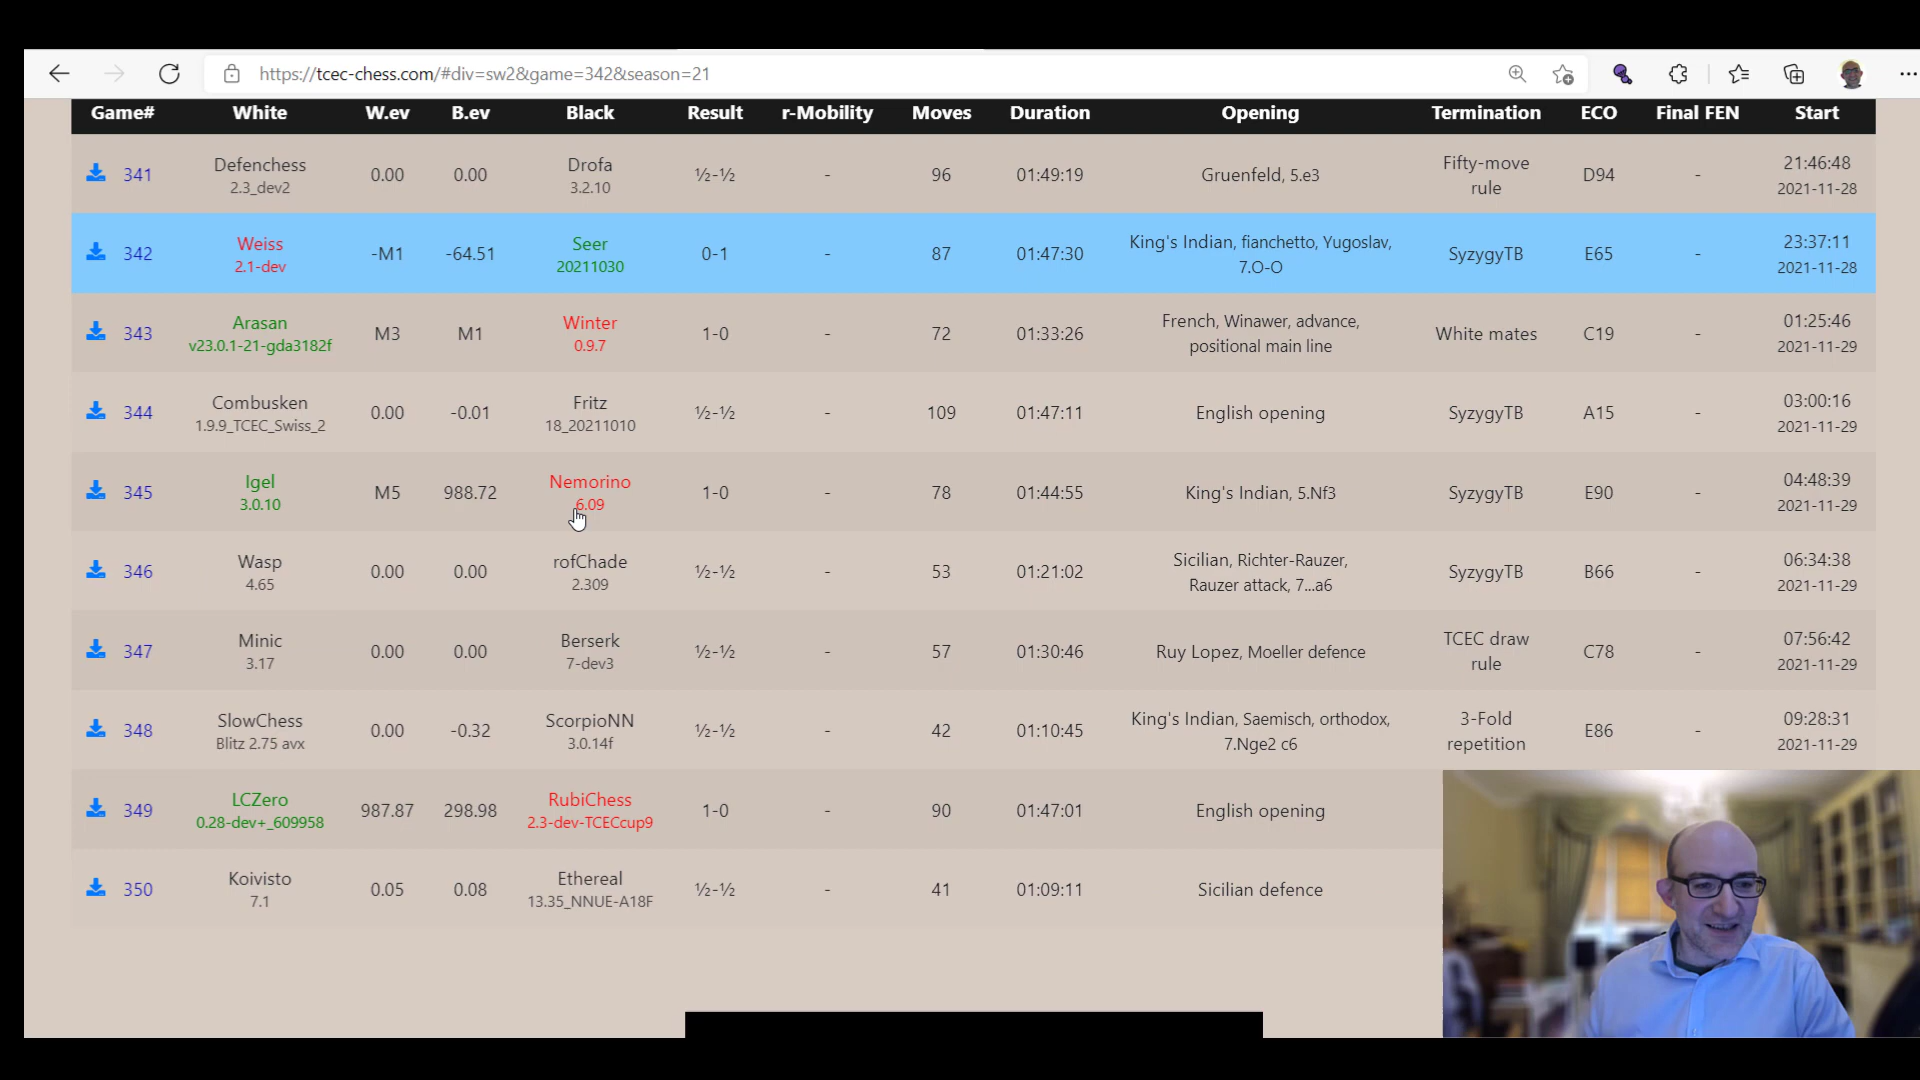 https://tcec-chess.com/#div=sw2&game=342&season=21
Game# White W.ev B.ev Black Result r-Mobility Moves Duration Opening Termination ECO Final FEN Start
341 Defenchess 2.3_dev2 0.00 0.00 Drofa 3.2.10 ½-½ - 96 01:49:19 Gruenfeld, 5.e3 Fifty-move rule D94 - 21:46:48 2021-11-28
342 Weiss 2.1-dev -M1 -64.51 Seer 20211030 0-1 - 87 01:47:30 King's Indian, fianchetto, Yugoslav, 7.O-O SyzygyTB E65 - 23:37:11 2021-11-28
343 Arasan v23.0.1-21-gda3182f M3 M1 Winter 0.9.7 1-0 - 72 01:33:26 French, Winawer, advance, positional main line White mates C19 - 01:25:46 2021-11-29
344 Combusken 1.9.9_TCEC_Swiss_2 0.00 -0.01 Fritz 18_20211010 ½-½ - 109 01:47:11 English opening SyzygyTB A15 - 03:00:16 2021-11-29
345 Igel 3.0.10 M5 988.72 Nemorino 6.09 1-0 - 78 01:44:55 King's Indian, 5.Nf3 SyzygyTB E90 - 04:48:39 2021-11-29
346 Wasp 4.65 0.00 0.00 rofChade 2.309 ½-½ - 53 01:21:02 Sicilian, Richter-Rauzer, Rauzer attack, 7...a6 SyzygyTB B66 - 06:34:38 2021-11-29
347 Minic 3.17 0.00 0.00 Berserk 7-dev3 ½-½ - 57 01:30:46 Ruy Lopez, Moeller defence TCEC draw rule C78 - 07:56:42 2021-11-29
348 SlowChess Blitz 2.75 avx 0.00 -0.32 ScorpioNN 3.0.14f ½-½ - 42 01:10:45 King's Indian, Saemisch, orthodox, 7.Nge2 c6 3-Fold repetition E86 - 09:28:31 2021-11-29
349 LCZero 0.28-dev+_609958 987.87 298.98 RubiChess 2.3-dev-TCECcup9 1-0 - 90 01:47:01 English opening
350 Koivisto 7.1 0.05 0.08 Ethereal 13.35_NNUE-A18F ½-½ - 41 01:09:11 Sicilian defence